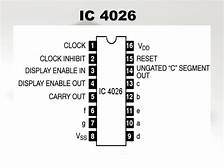 IC 4026
CLOCK 1 16 VDD
CLOCK INHIBIT 2 15 RESET
DISPLAY ENABLE IN 3 14 UNGATED "C" SEGMENT OUT
DISPLAY ENABLE OUT 4 13 c
CARRY OUT 5 12 b
IC 4026
f 6 11 e
g 7 10 a
VSS 8 9 d